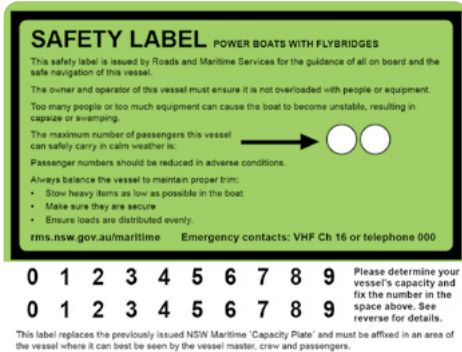 SAFETY LABEL POWER BOATS WITH FLYBRIDGES
This safety label is issued by Roads and Maritime Services for the guidance of all on board and the
safe navigation of this vessel.
The owner and operator of this vessel must ensure it is not overloaded with people or equipment.
Too many people or too much equipment can cause the boat to become unstable, resulting in
capsize or swamping.
The maximum number of passengers this vessel
can safely carry in calm weather is:
Passenger numbers should be reduced in adverse conditions.
Always balance the vessel to maintain proper trim:
• Stow heavy items as low as possible in the boat
• Make sure they are secure
• Ensure loads are distributed evenly.
rms.nsw.gov.au/maritime Emergency contacts: VHF Ch 16 or telephone 000
0 1 2 3 4 5 6 7 8 9
0 1 2 3 4 5 6 7 8 9
Please determine your
vessel's capacity and
fix the number in the
space above. See
reverse for details.
This label replaces the previously issued NSW Maritime `Capacity Plate` and must be affixed in an area of
the vessel where it can best be seen by the vessel master, crew and passengers.